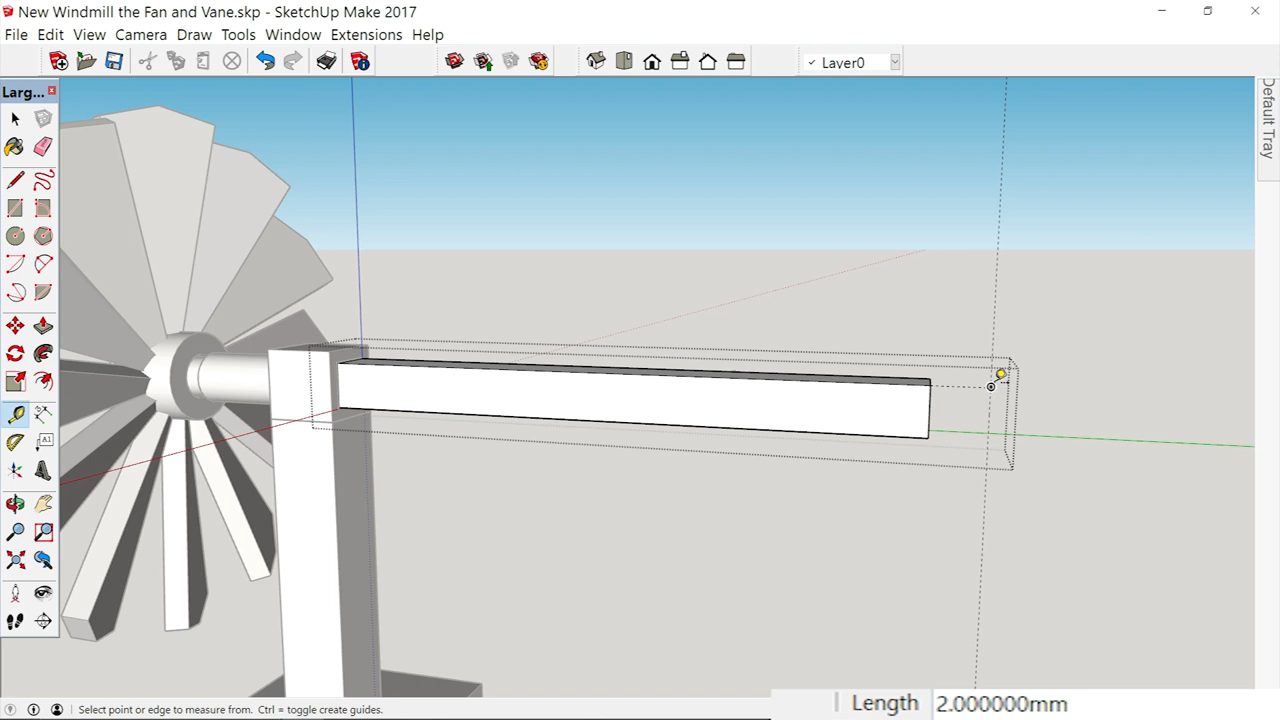 New Windmill the Fan and Vane.skp - SketchUp Make 2017
File Edit View Camera Draw Tools Window Extensions Help
Layer0
Larg...
Default Tray
A1
Select point or edge to measure from. Ctrl = toggle create guides.
Length 2.000000mm